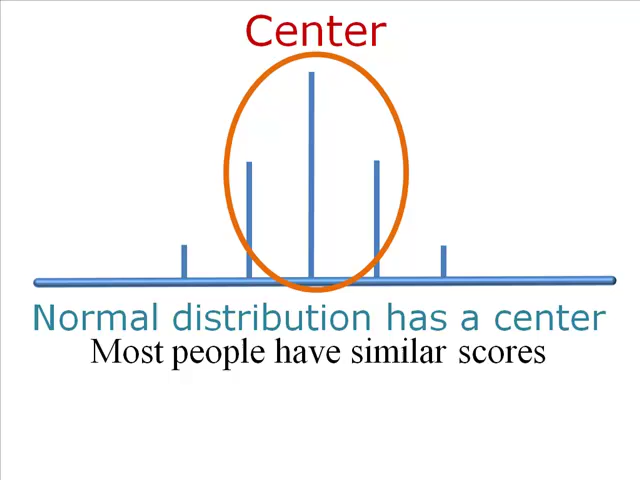 Center
Normal distribution has a center
Most people have similar scores